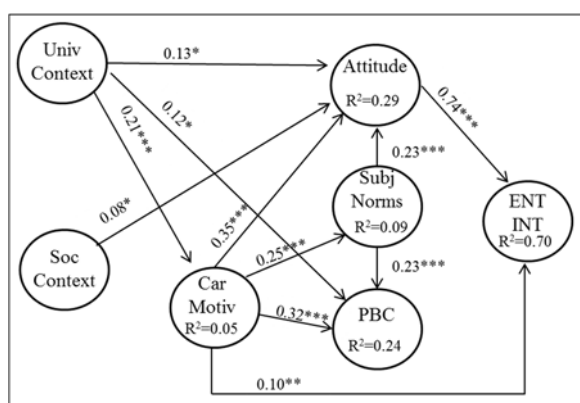 Univ
Context
0.13*
Attitude
R²=0.29
0.12*
0.21***
0.74***
0.08*
0.35***
0.23***
Subj
Norms
R²=0.09
ENT
INT
R²=0.70
Soc
Context
0.25***
0.23***
Car
Motiv
R²=0.05
0.32***
PBC
R²=0.24
0.10**